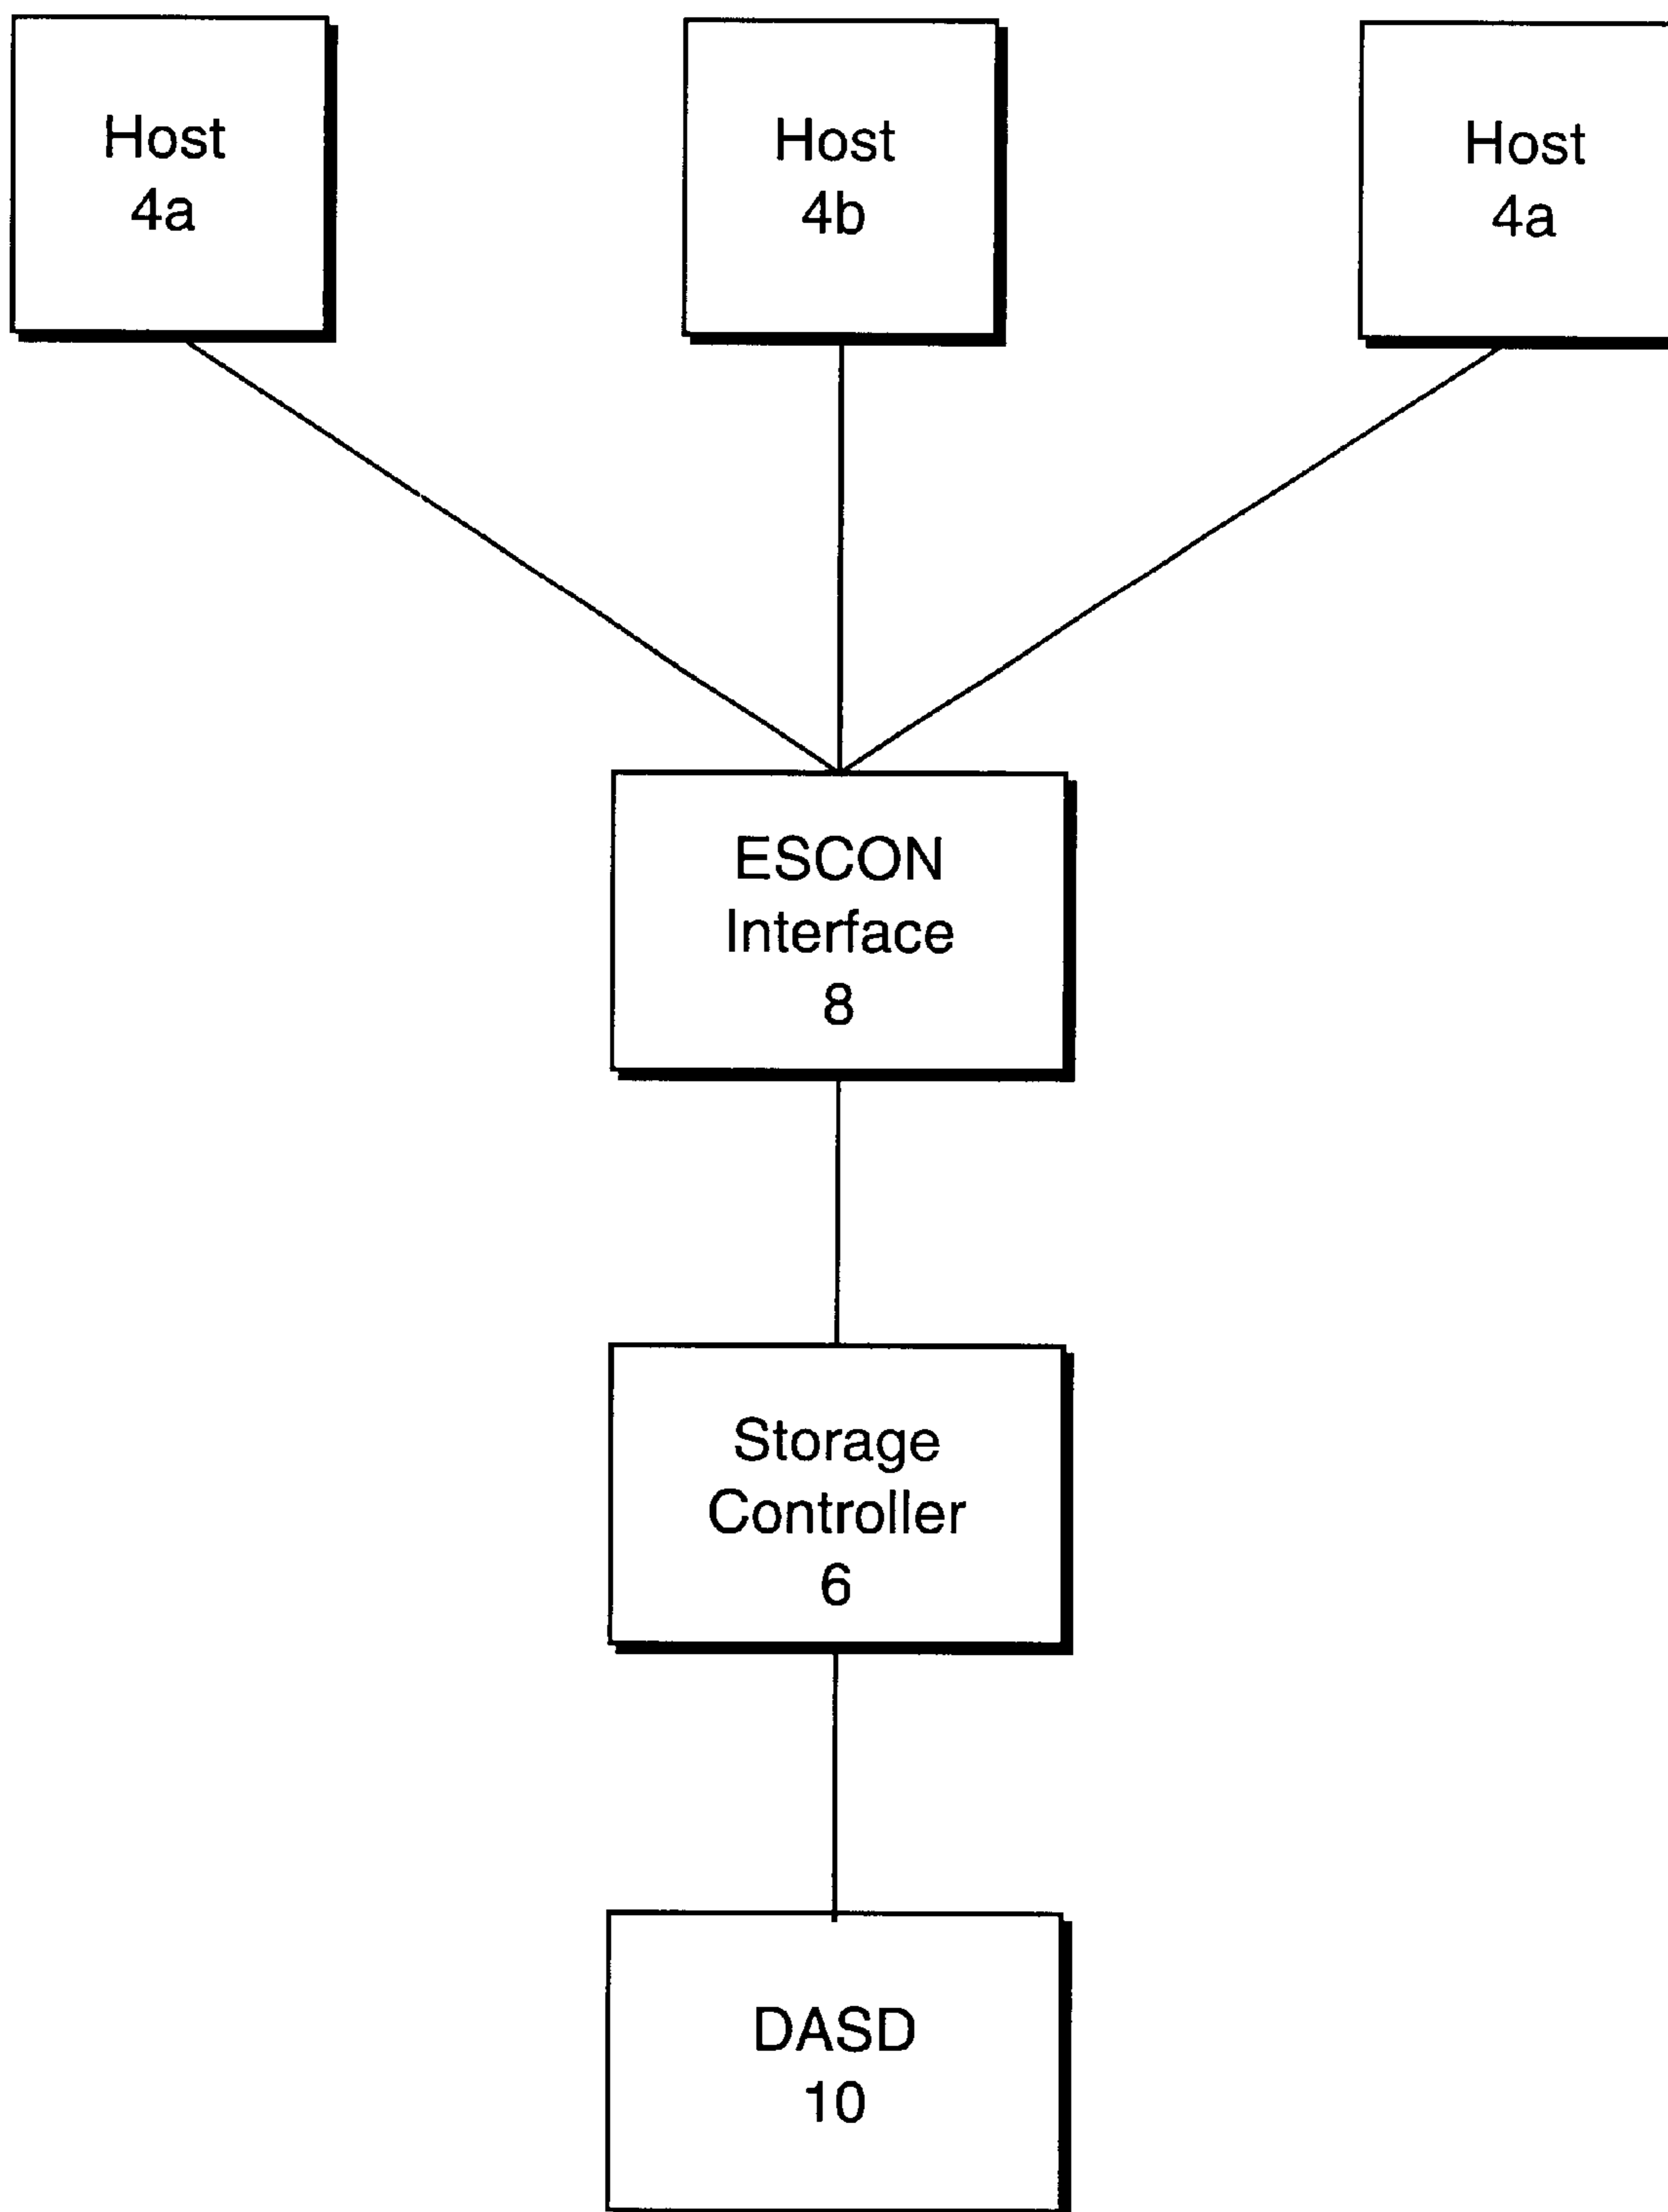 Host
4a
Host
4b
Host
4a
ESCON
Interface
8
Storage
Controller
6
DASD
10